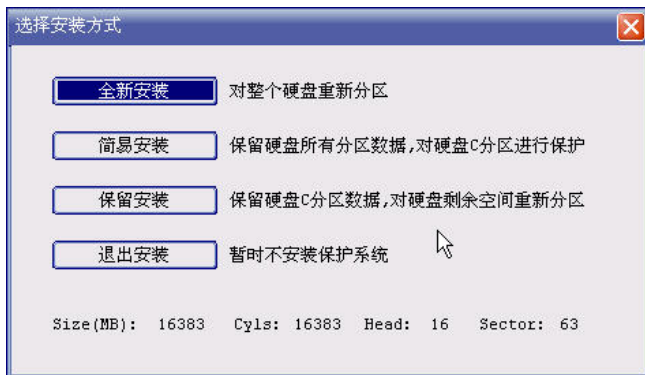 选择安装方式
全新安装 对整个硬盘重新分区
简易安装 保留硬盘所有分区数据,对硬盘C分区进行保护
保留安装 保留硬盘C分区数据,对硬盘剩余空间重新分区
退出安装 暂时不安装保护系统
Size(MB): 16383 Cyls: 16383 Head: 16 Sector: 63